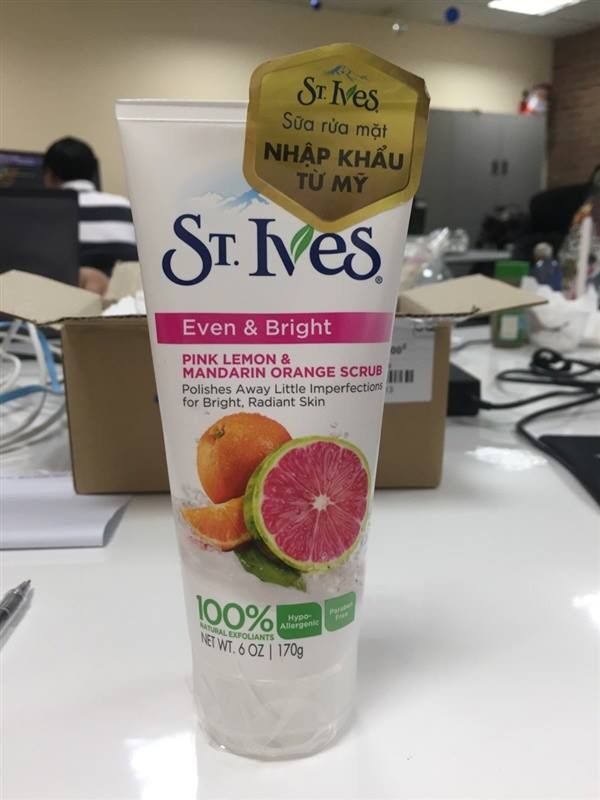 St. Ives
Sữa rửa mặt
NHẬP KHẨU
TỪ MỸ
St. Ives®
Even & Bright
PINK LEMON &
MANDARIN ORANGE SCRUB
Polishes Away Little Imperfections
for Bright, Radiant Skin
100%
NATURAL EXFOLIANTS
Hypo-
Allergenic
Paraben
Free
NET WT. 6 OZ | 170g